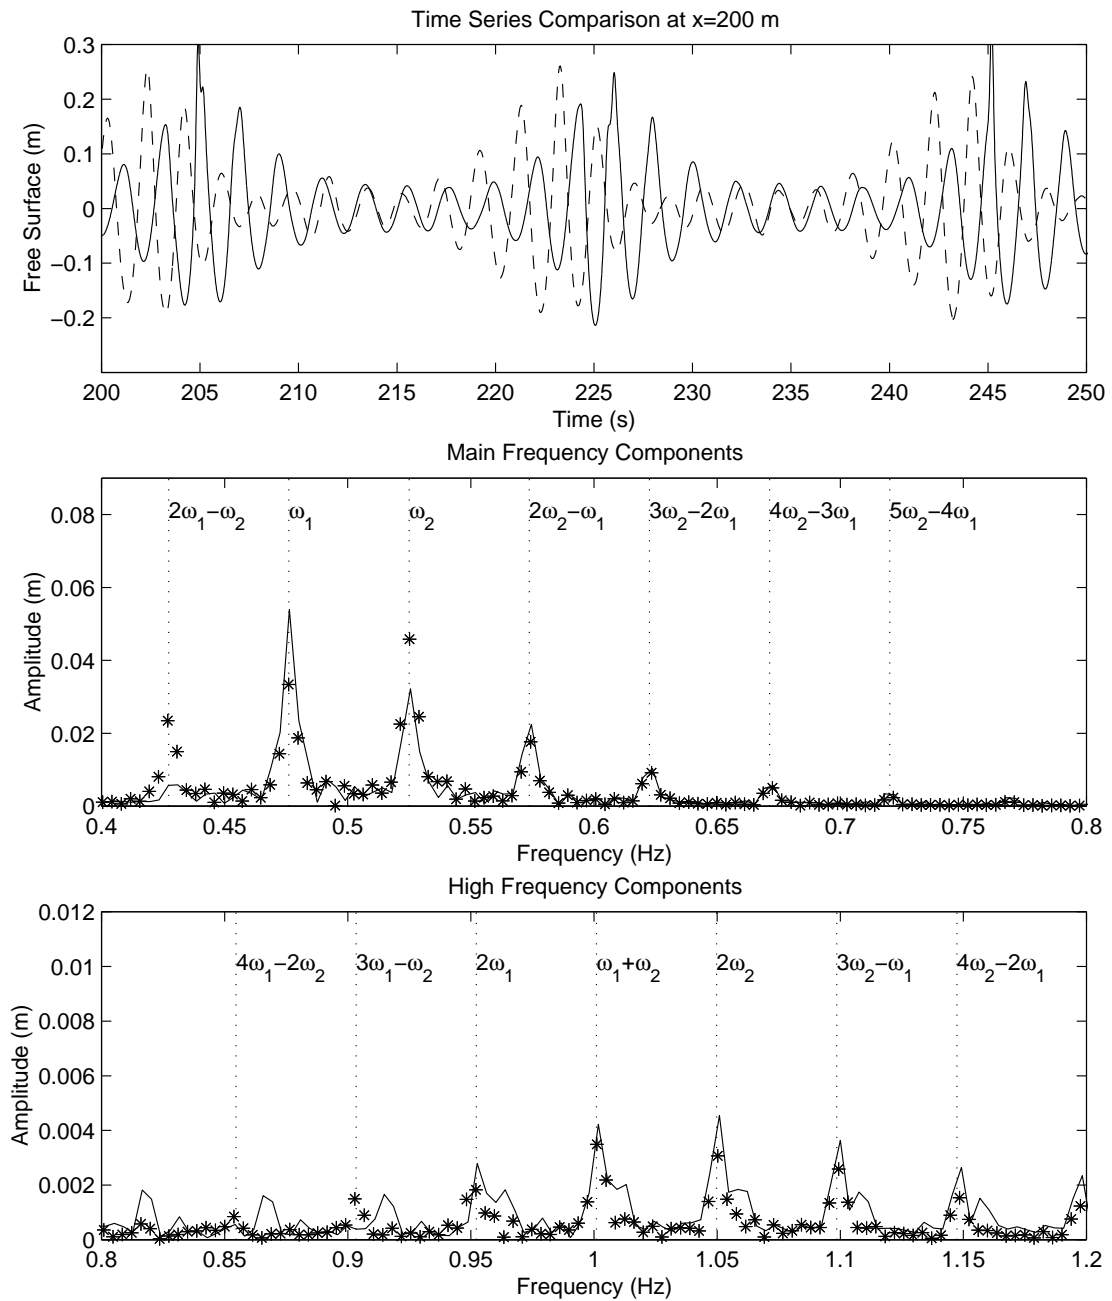 Time Series Comparison at x=200 m
0.3
0.2
0.1
0
−0.1
−0.2
Free Surface (m)
200 205 210 215 220 225 230 235 240 245 250
Time (s)
Main Frequency Components
2ω₁−ω₂ ω₁ ω₂ 2ω₂−ω₁ 3ω₂−2ω₁ 4ω₂−3ω₁ 5ω₂−4ω₁
0.08
0.06
0.04
0.02
0
Amplitude (m)
0.4 0.45 0.5 0.55 0.6 0.65 0.7 0.75 0.8
Frequency (Hz)
High Frequency Components
0.012
0.01
0.008
0.006
0.004
0.002
0
Amplitude (m)
4ω₁−2ω₂ 3ω₁−ω₂ 2ω₁ ω₁+ω₂ 2ω₂ 3ω₂−ω₁ 4ω₂−2ω₁
0.8 0.85 0.9 0.95 1 1.05 1.1 1.15 1.2
Frequency (Hz)